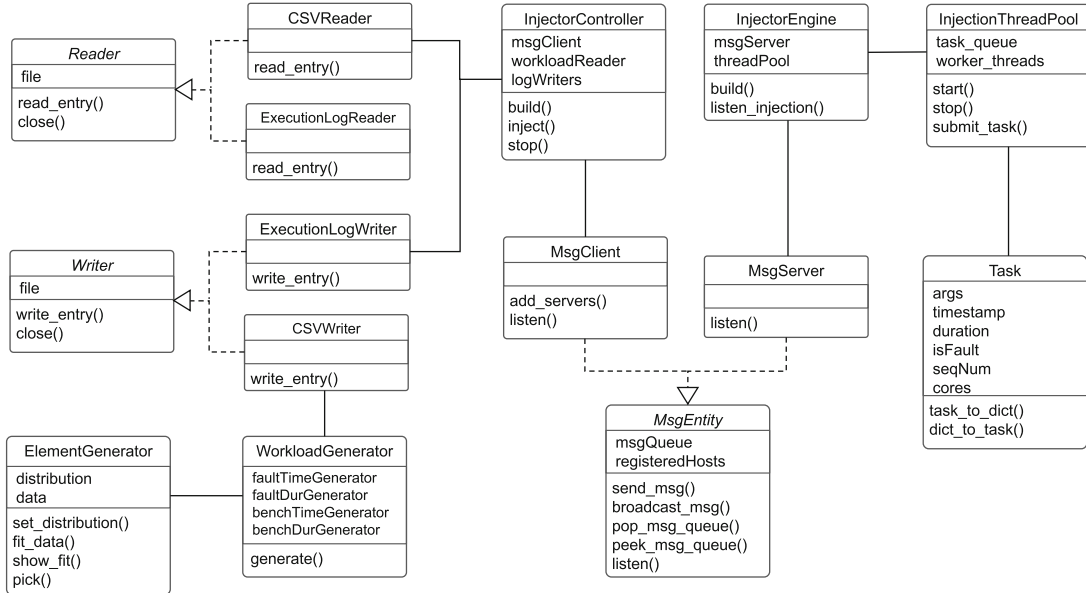 Reader
file
read_entry()
close()
CSVReader
read_entry()
ExecutionLogReader
read_entry()
InjectorController
msgClient
workloadReader
logWriters
build()
inject()
stop()
InjectorEngine
msgServer
threadPool
build()
listen_injection()
InjectionThreadPool
task_queue
worker_threads
start()
stop()
submit_task()
Writer
file
write_entry()
close()
ExecutionLogWriter
write_entry()
CSVWriter
write_entry()
MsgClient
add_servers()
listen()
MsgServer
listen()
Task
args
timestamp
duration
isFault
seqNum
cores
task_to_dict()
dict_to_task()
ElementGenerator
distribution
data
set_distribution()
fit_data()
show_fit()
pick()
WorkloadGenerator
faultTimeGenerator
faultDurGenerator
benchTimeGenerator
benchDurGenerator
generate()
MsgEntity
msgQueue
registeredHosts
send_msg()
broadcast_msg()
pop_msg_queue()
peek_msg_queue()
listen()